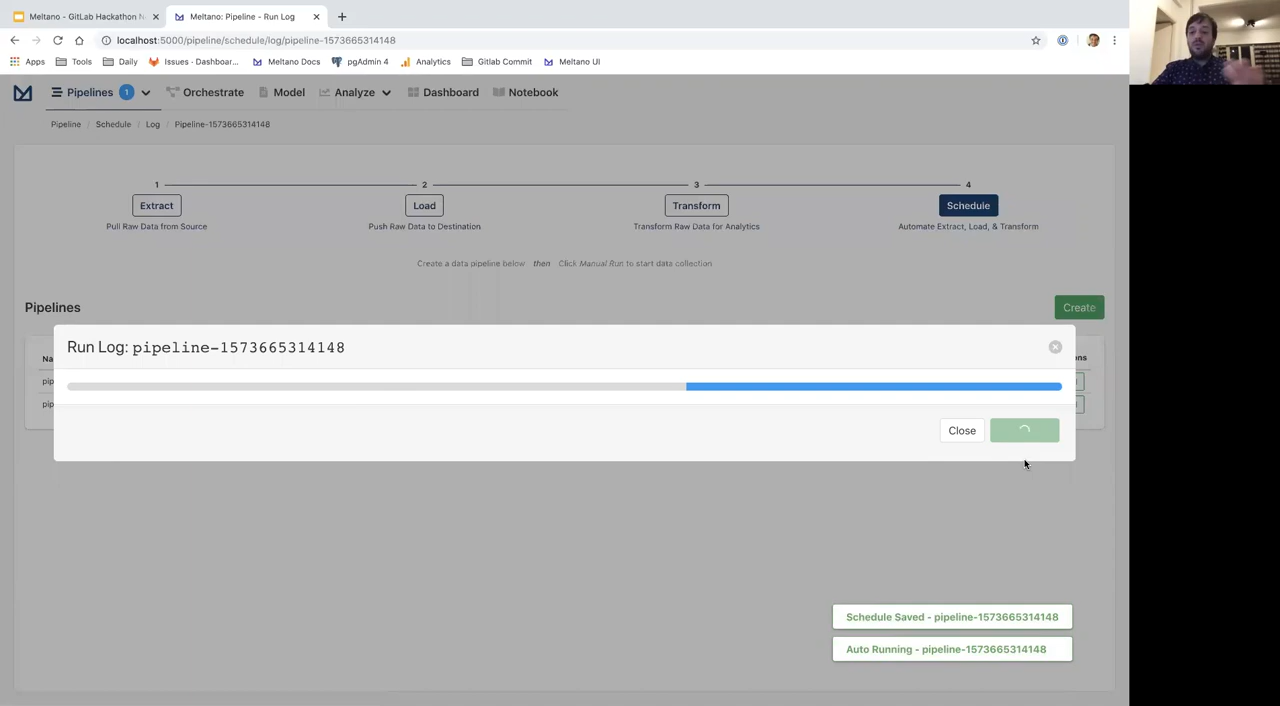 Meltano - GitLab Hackathon N
Meltano: Pipeline - Run Log
localhost:5000/pipeline/schedule/log/pipeline-1573665314148
Apps Tools Daily Issues · Dashboar... Meltano Docs pgAdmin 4 Analytics Gitlab Commit Meltano UI
Pipelines 1 Orchestrate Model Analyze Dashboard Notebook
Pipeline / Schedule / Log / Pipeline-1573665314148
1 2 3 4
Extract Load Transform Schedule
Pull Raw Data from Source Push Raw Data to Destination Transform Raw Data for Analytics Automate Extract, Load, & Transform
Create a data pipeline below then Click Manual Run to start data collection
Pipelines Create
Na ns
Run Log: pipeline-1573665314148
pip
pip
Close
Schedule Saved - pipeline-1573665314148
Auto Running - pipeline-1573665314148